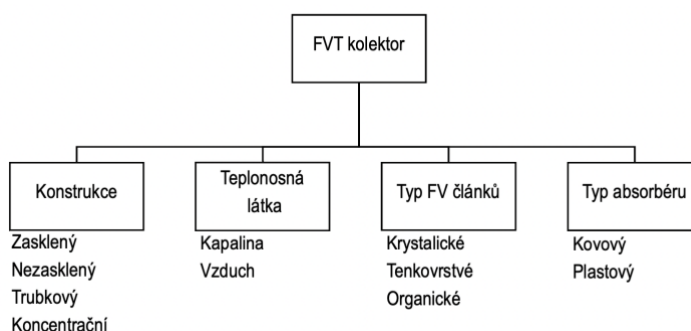 FVT kolektor
Konstrukce
Zasklený
Nezasklený
Trubkový
Koncentrační
Teplonosná
látka
Kapalina
Vzduch
Typ FV článků
Krystalické
Tenkovrstvé
Organické
Typ absorbéru
Kovový
Plastový